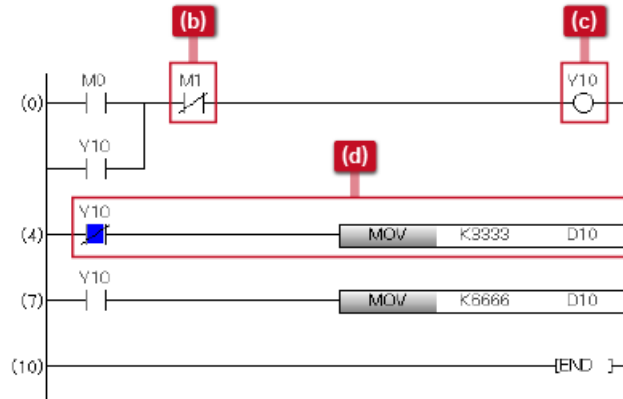 (b) (c)
M0 M1 Y10
(0)
Y10
(d)
Y10
(4) MOV K3333 D10
Y10
(7) MOV K6666 D10
(10) [END ]